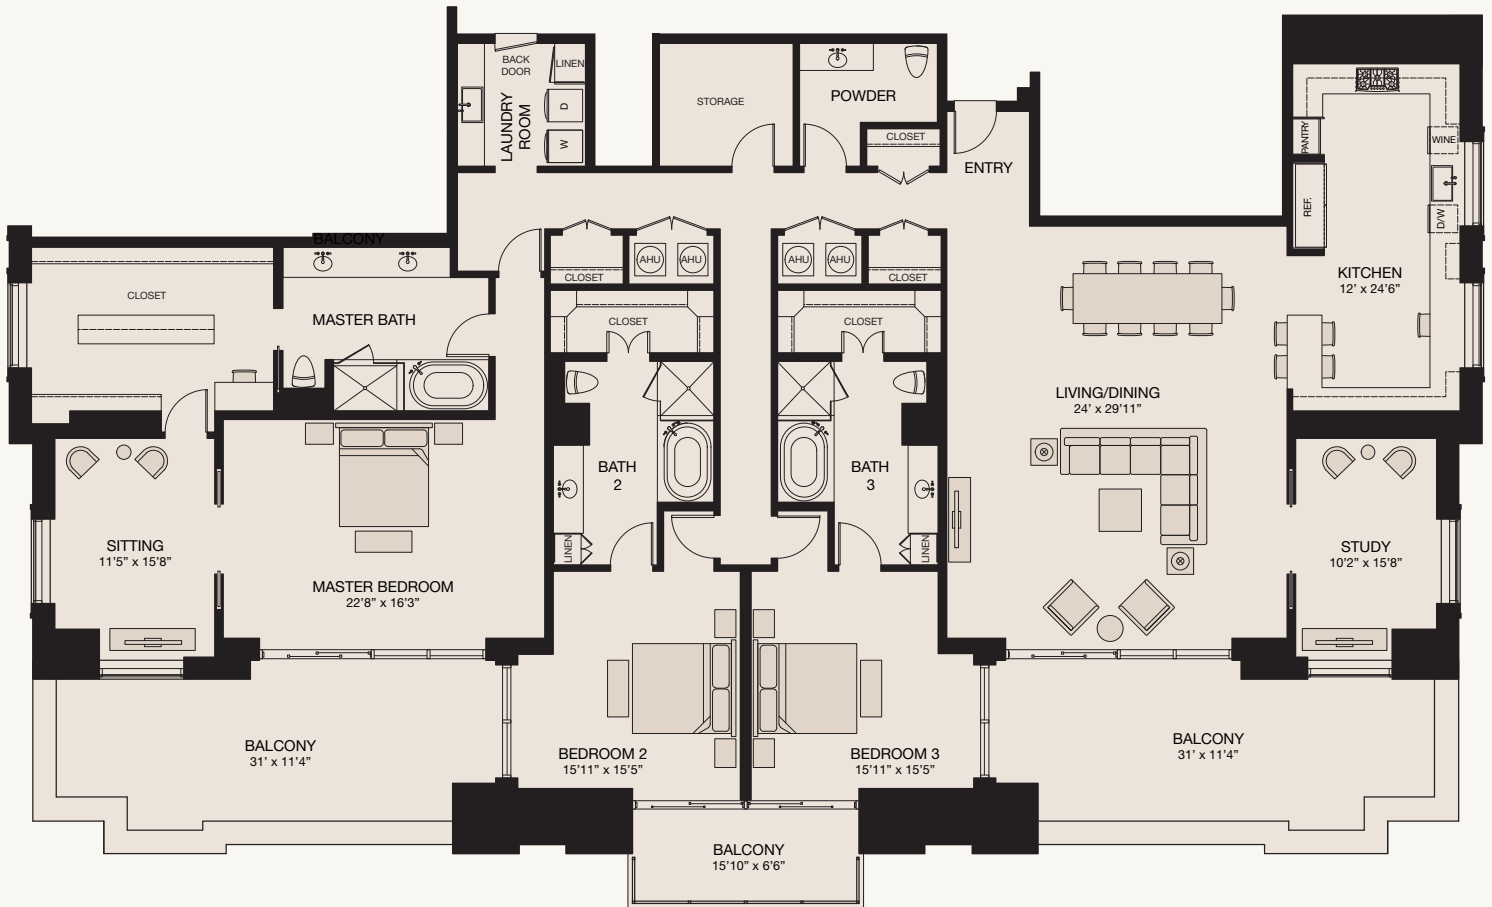 BACK
DOOR
LINEN
LAUNDRY
ROOM
D
W
STORAGE
POWDER
CLOSET
ENTRY
PANTRY
WINE
REF.
D/W
KITCHEN
12' x 24'6"
BALCONY
CLOSET
MASTER BATH
CLOSET
AHU
AHU
AHU
AHU
CLOSET
CLOSET
CLOSET
LIVING/DINING
24' x 29'11"
BATH
2
BATH
3
LINEN
LINEN
SITTING
11'5" x 15'8"
MASTER BEDROOM
22'8" x 16'3"
STUDY
10'2" x 15'8"
BALCONY
31' x 11'4"
BEDROOM 2
15'11" x 15'5"
BEDROOM 3
15'11" x 15'5"
BALCONY
31' x 11'4"
BALCONY
15'10" x 6'6"